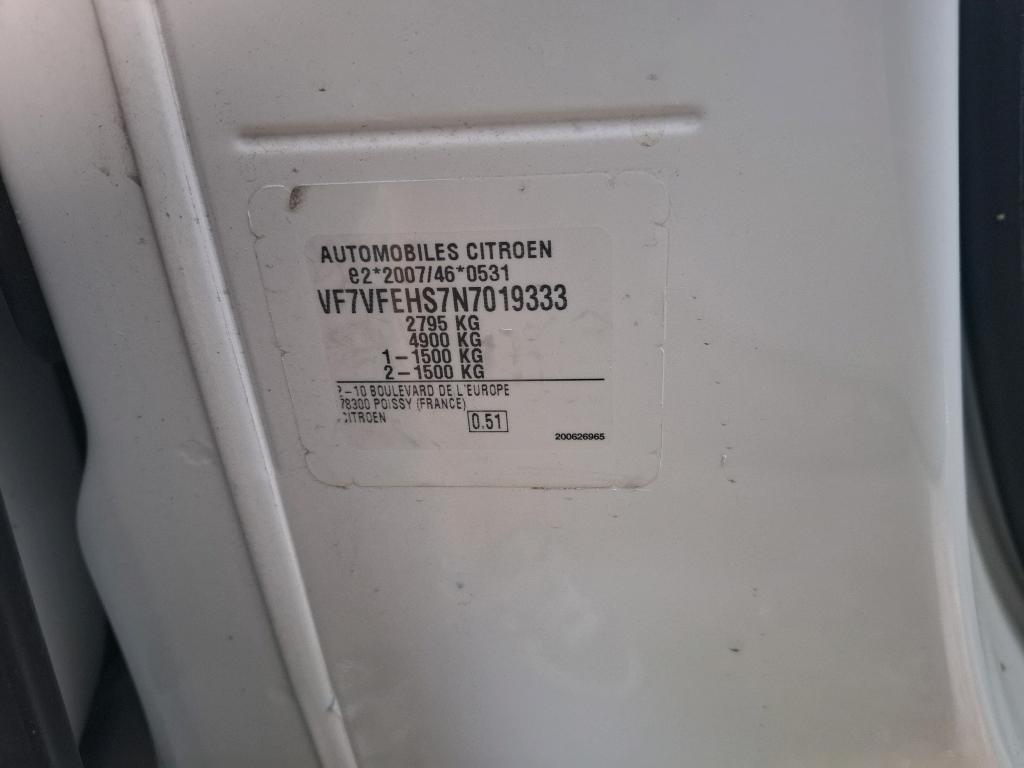 AUTOMOBILES CITROEN
e2*2007/46*0531
VF7VFEHS7N7019333
2795 KG
4900 KG
1-1500 KG
2-1500 KG
2-10 BOULEVARD DE L'EUROPE
78300 POISSY (FRANCE)
CITROEN
0.51
200626965